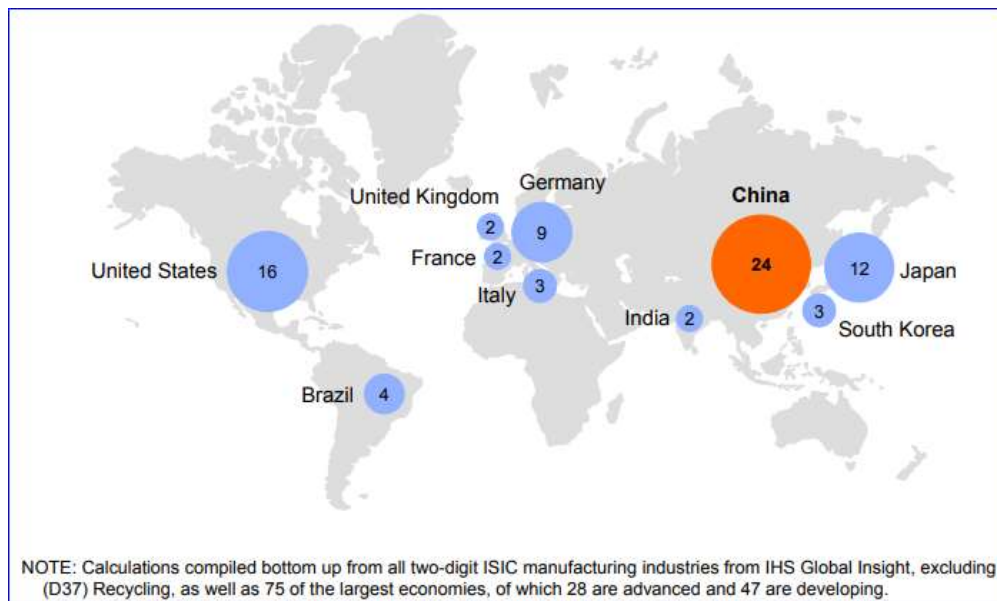 Germany
United Kingdom
China
2
9
France
2
24
12
Japan
United States
16
Italy
3
India
2
3
South Korea
Brazil
4
NOTE: Calculations compiled bottom up from all two-digit ISIC manufacturing industries from IHS Global Insight, excluding
(D37) Recycling, as well as 75 of the largest economies, of which 28 are advanced and 47 are developing.